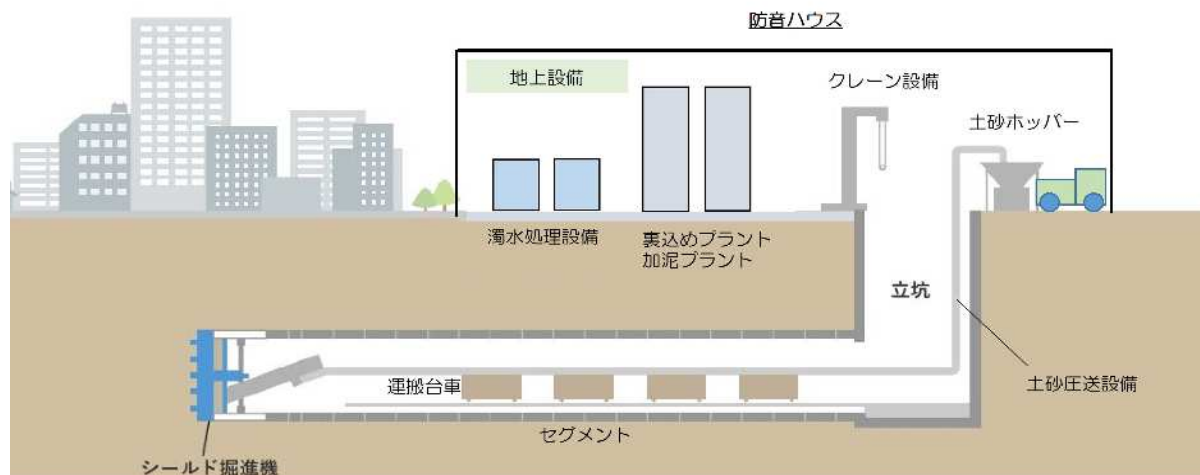 防音ハウス
地上設備
クレーン設備
土砂ホッパー
濁水処理設備
裏込めプラント
加泥プラント
立坑
運搬台車
土砂圧送設備
セグメント
シールド掘進機